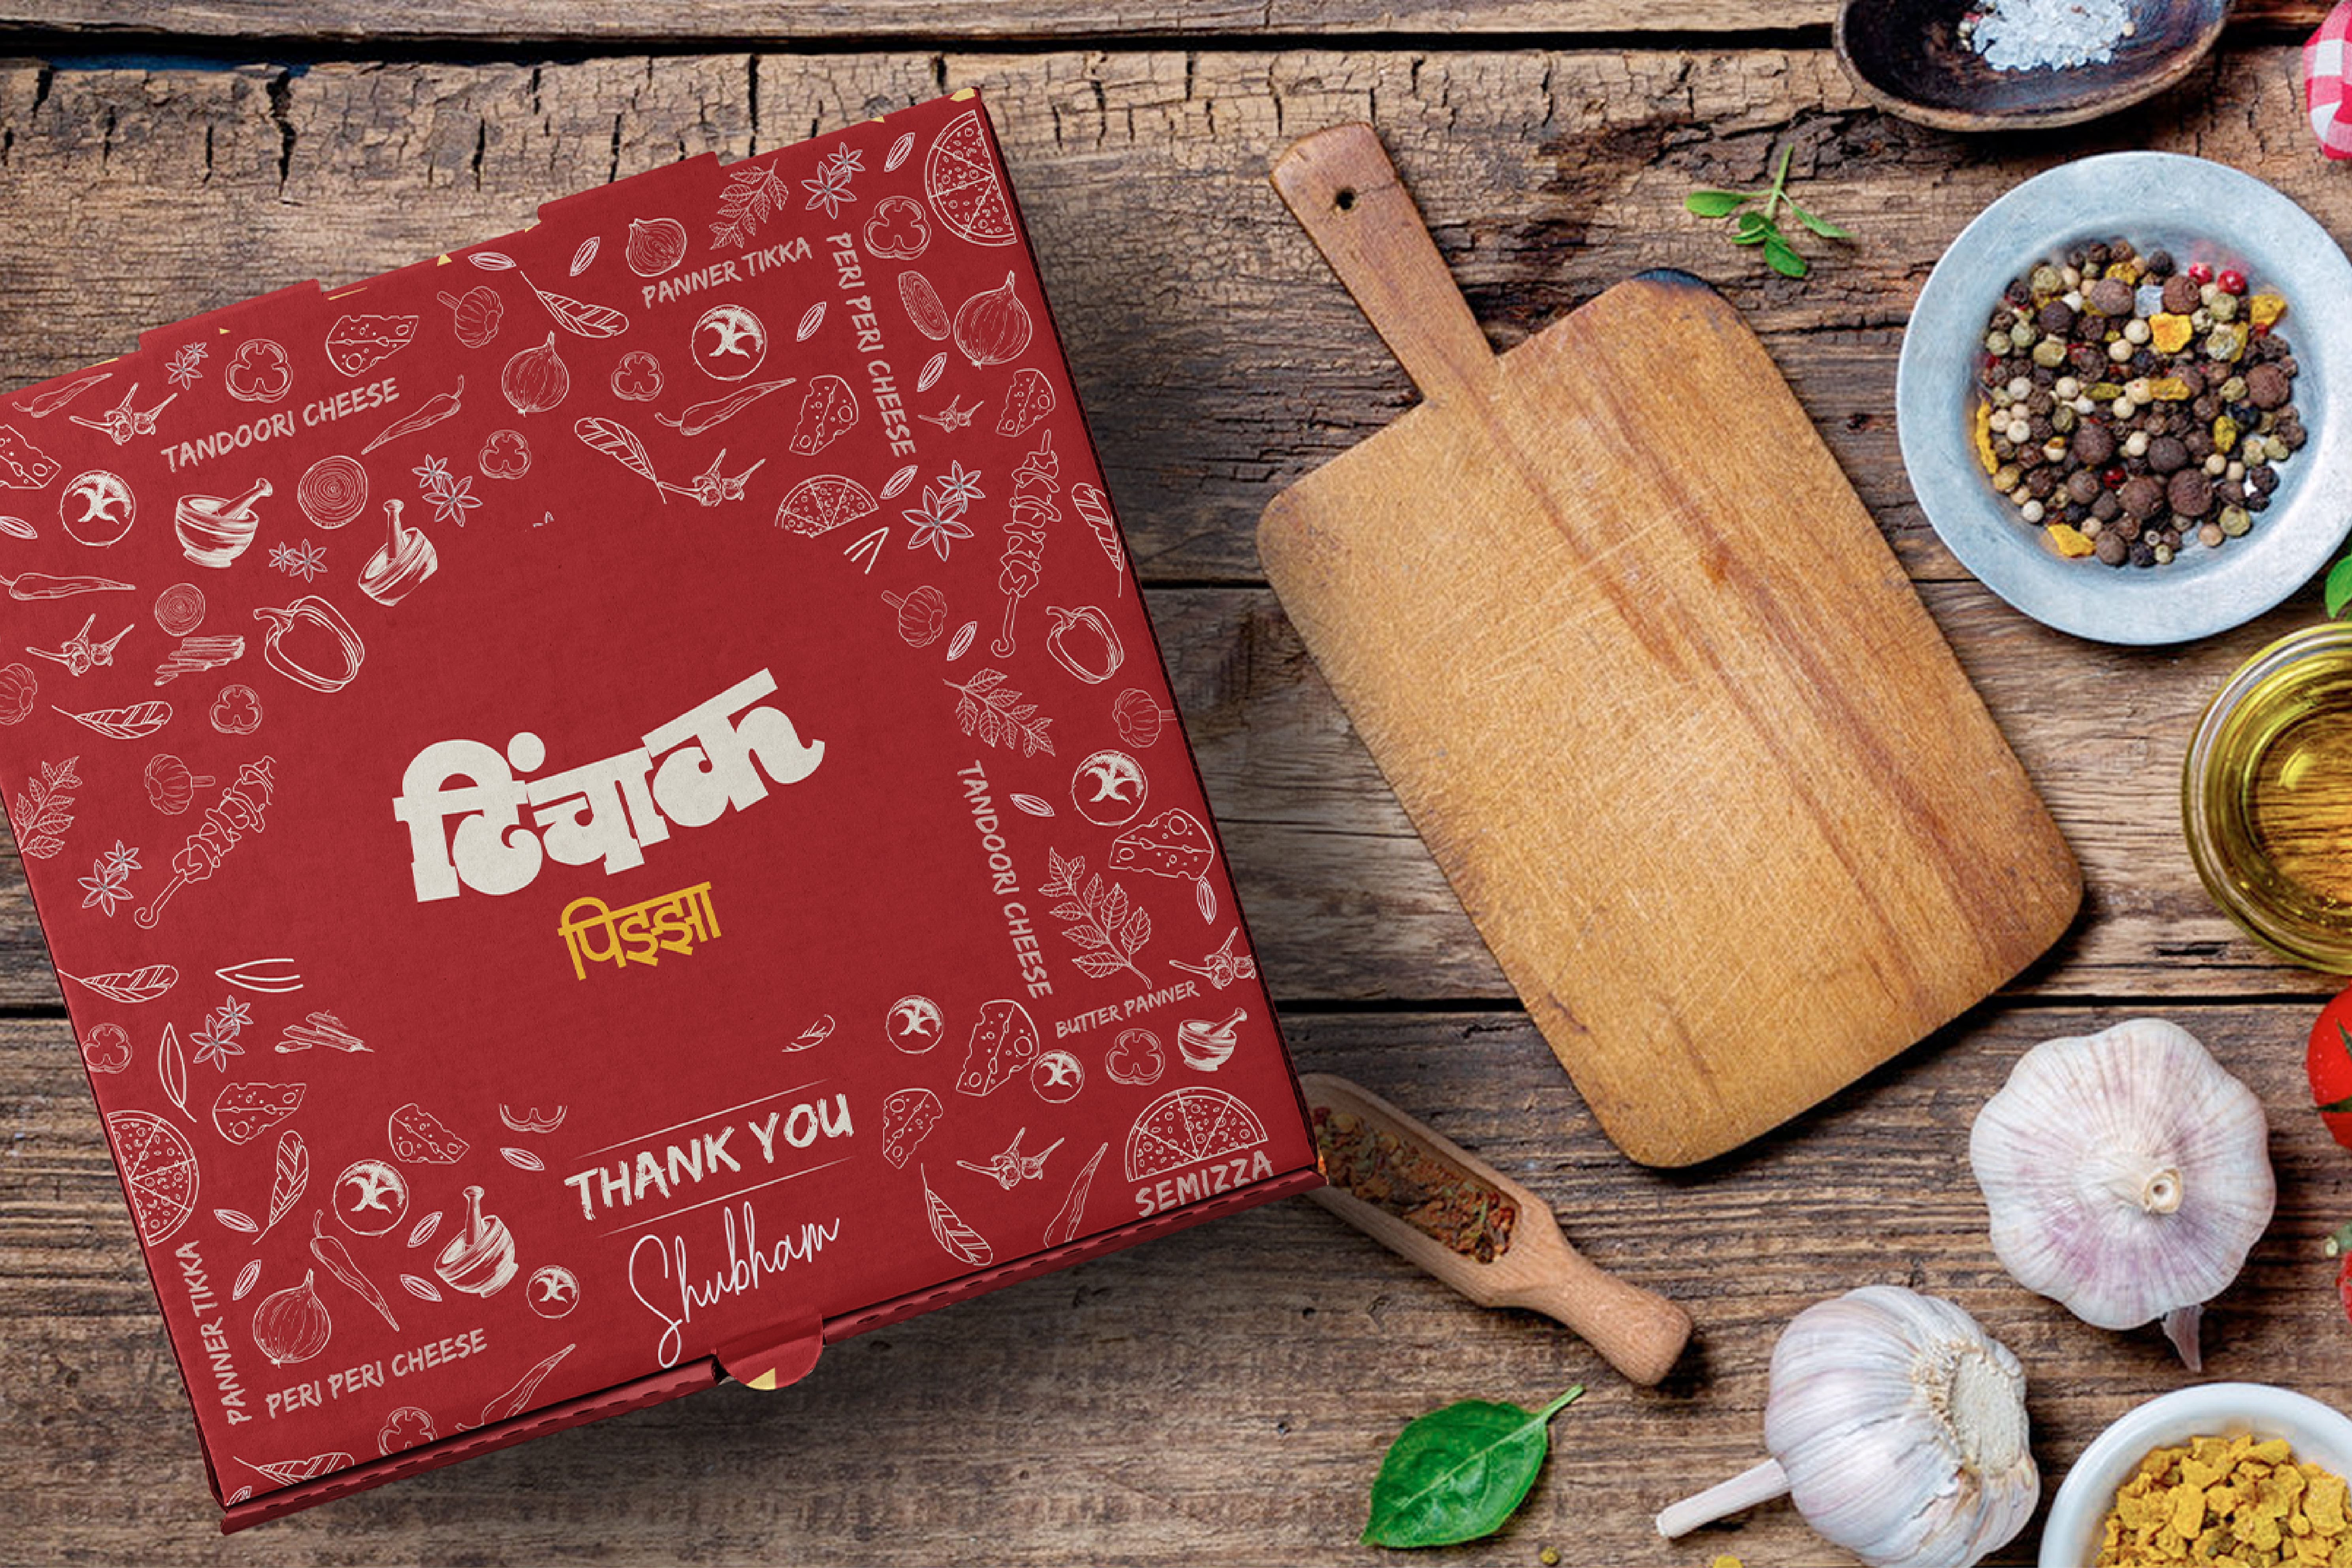 PANNER TIKKA
PERI PERI CHEESE
TANDOORI CHEESE
टिंचाक
पिझ्झा
TANDOORI CHEESE
BUTTER PANNER
THANK YOU
Shubham
SEMIZZA
PANNER TIKKA
PERI PERI CHEESE